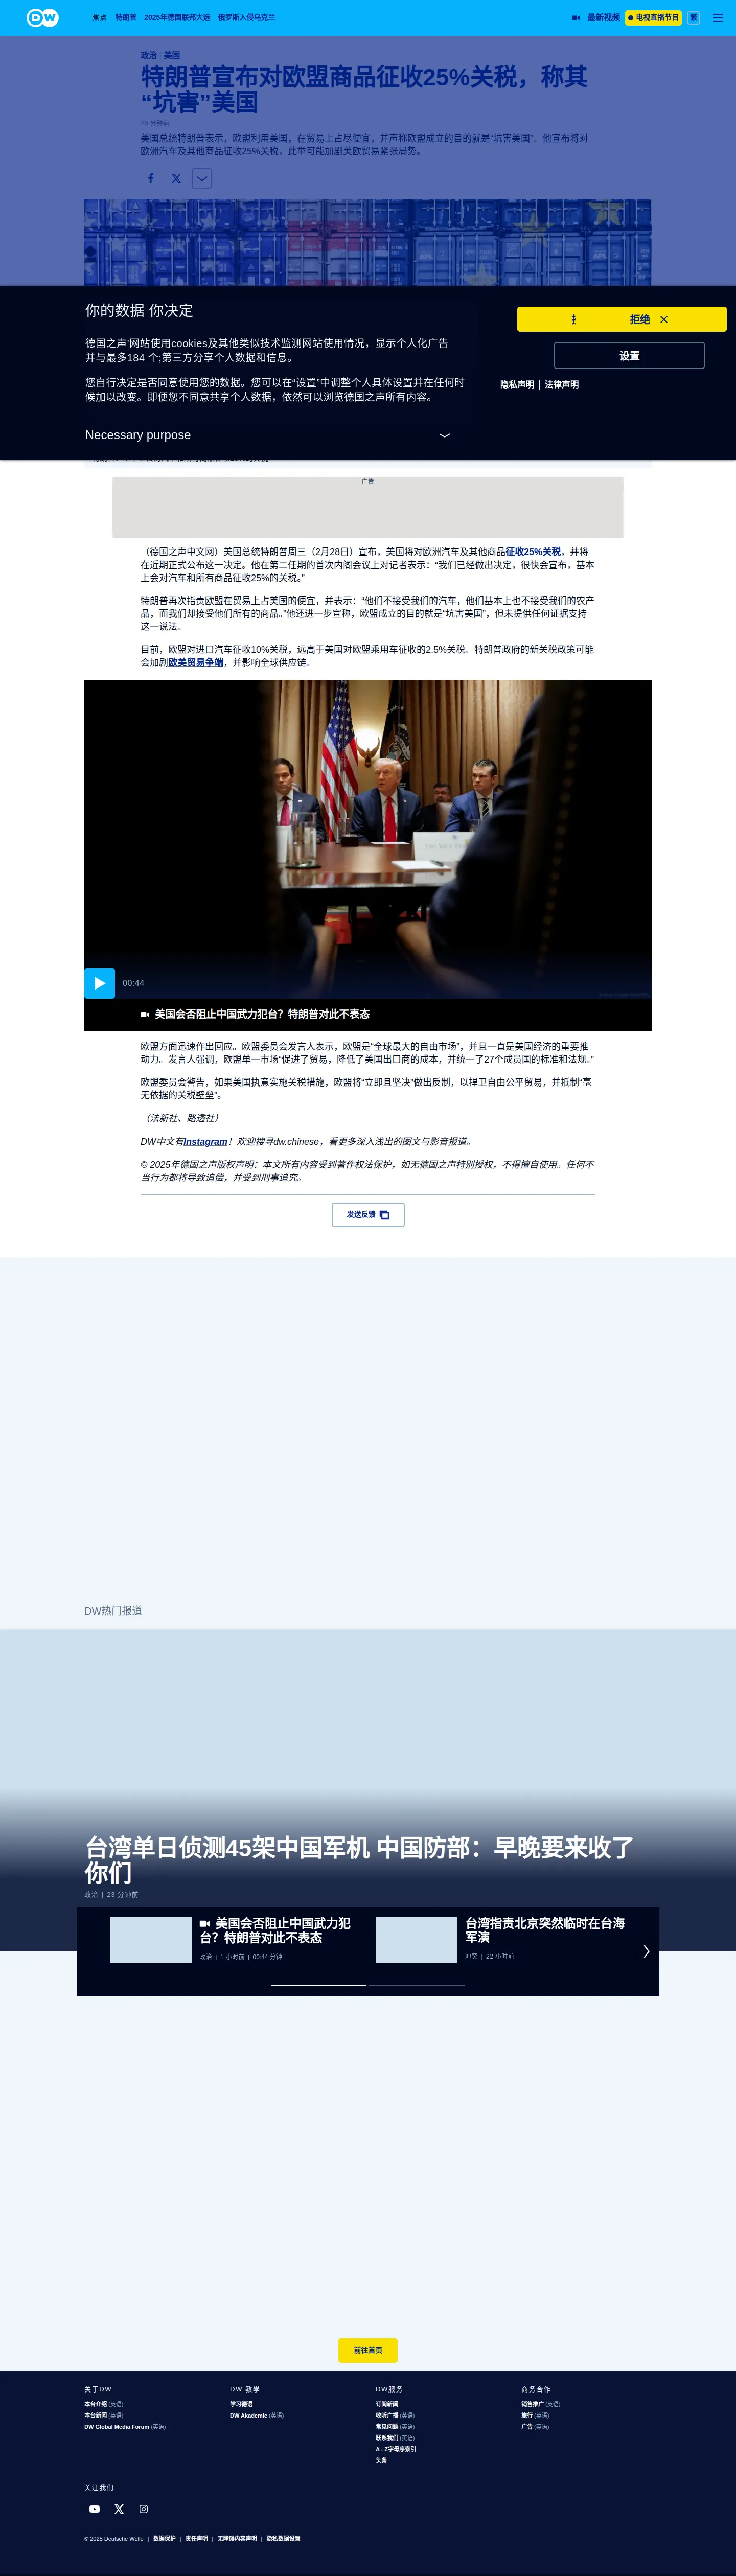 DW
焦点 特朗普 2025年德国联邦大选 俄罗斯入侵乌克兰
最新视频 电视直播节目 繁
政治 | 美国
特朗普宣布对欧盟商品征收25%关税，称其
“坑害”美国
26 分钟前
美国总统特朗普表示，欧盟利用美国，在贸易上占尽便宜，并声称欧盟成立的目的就是“坑害美国”。他宣布将对
欧洲汽车及其他商品征收25%关税，此举可能加剧美欧贸易紧张局势。
你的数据 你决定
拒绝
设置
隐私声明 | 法律声明
德国之声'网站使用cookies及其他类似技术监测网站使用情况，显示个人化广告
并与最多184 个;第三方分享个人数据和信息。
您自行决定是否同意使用您的数据。您可以在“设置”中调整个人具体设置并在任何时
候加以改变。即便您不同意共享个人数据，依然可以浏览德国之声所有内容。
Necessary purpose
广告
（德国之声中文网）美国总统特朗普周三（2月28日）宣布，美国将对欧洲汽车及其他商品征收25%关税，并将
在近期正式公布这一决定。他在第二任期的首次内阁会议上对记者表示：“我们已经做出决定，很快会宣布，基本
上会对汽车和所有商品征收25%的关税。”
特朗普再次指责欧盟在贸易上占美国的便宜，并表示：“他们不接受我们的汽车，他们基本上也不接受我们的农产
品，而我们却接受他们所有的商品。”他还进一步宣称，欧盟成立的目的就是“坑害美国”，但未提供任何证据支持
这一说法。
目前，欧盟对进口汽车征收10%关税，远高于美国对欧盟乘用车征收的2.5%关税。特朗普政府的新关税政策可能
会加剧欧美贸易争端，并影响全球供应链。
00:44
美国会否阻止中国武力犯台？特朗普对此不表态
欧盟方面迅速作出回应。欧盟委员会发言人表示，欧盟是“全球最大的自由市场”，并且一直是美国经济的重要推
动力。发言人强调，欧盟单一市场“促进了贸易，降低了美国出口商的成本，并统一了27个成员国的标准和法规。”
欧盟委员会警告，如果美国执意实施关税措施，欧盟将“立即且坚决”做出反制，以捍卫自由公平贸易，并抵制“毫
无依据的关税壁垒”。
（法新社、路透社）
DW中文有Instagram！欢迎搜寻dw.chinese，看更多深入浅出的图文与影音报道。
© 2025年德国之声版权声明：本文所有内容受到著作权法保护，如无德国之声特别授权，不得擅自使用。任何不
当行为都将导致追偿，并受到刑事追究。
发送反馈
DW热门报道
台湾单日侦测45架中国军机 中国防部：早晚要来收了
你们
政治 | 23 分钟前
美国会否阻止中国武力犯
台？特朗普对此不表态
政治 | 1 小时前 | 00:44 分钟
台湾指责北京突然临时在台海
军演
冲突 | 22 小时前
前往首页
关于DW
本台介绍 (英语)
本台新闻 (英语)
DW Global Media Forum (英语)
DW 教學
学习德语
DW Akademie (英语)
DW服务
订阅新闻
收听广播 (英语)
常见问题 (英语)
联系我们 (英语)
A - Z字母序索引
头条
商务合作
销售推广 (英语)
旅行 (英语)
广告 (英语)
关注我们
© 2025 Deutsche Welle | 数据保护 | 责任声明 | 无障碍内容声明 | 隐私数据设置